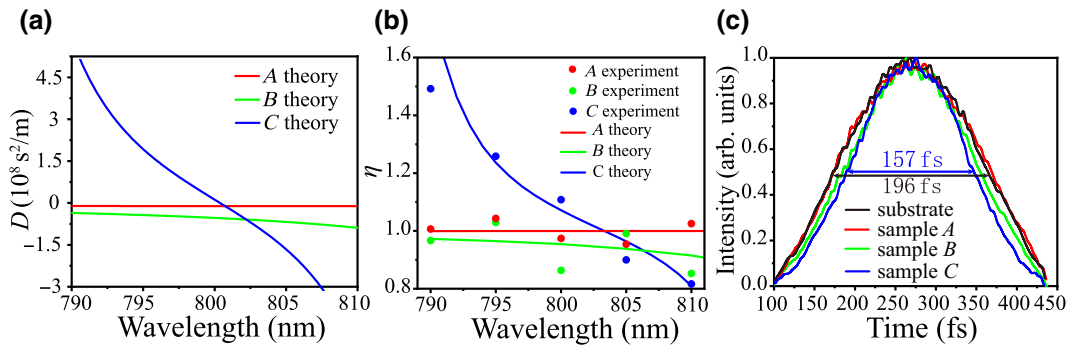 (a)
D (10⁸ s²/m)
4.5
3
1.5
0
−1.5
−3
790 795 800 805 810
Wavelength (nm)
A theory
B theory
C theory
(b)
η
1.6
1.4
1.2
1.0
0.8
790 795 800 805 810
Wavelength (nm)
A experiment
B experiment
C experiment
A theory
B theory
C theory
(c)
Intensity (arb. units)
1.0
0.8
0.6
0.4
0.2
0.0
100 150 200 250 300 350 400 450
Time (fs)
157 fs
196 fs
substrate
sample A
sample B
sample C